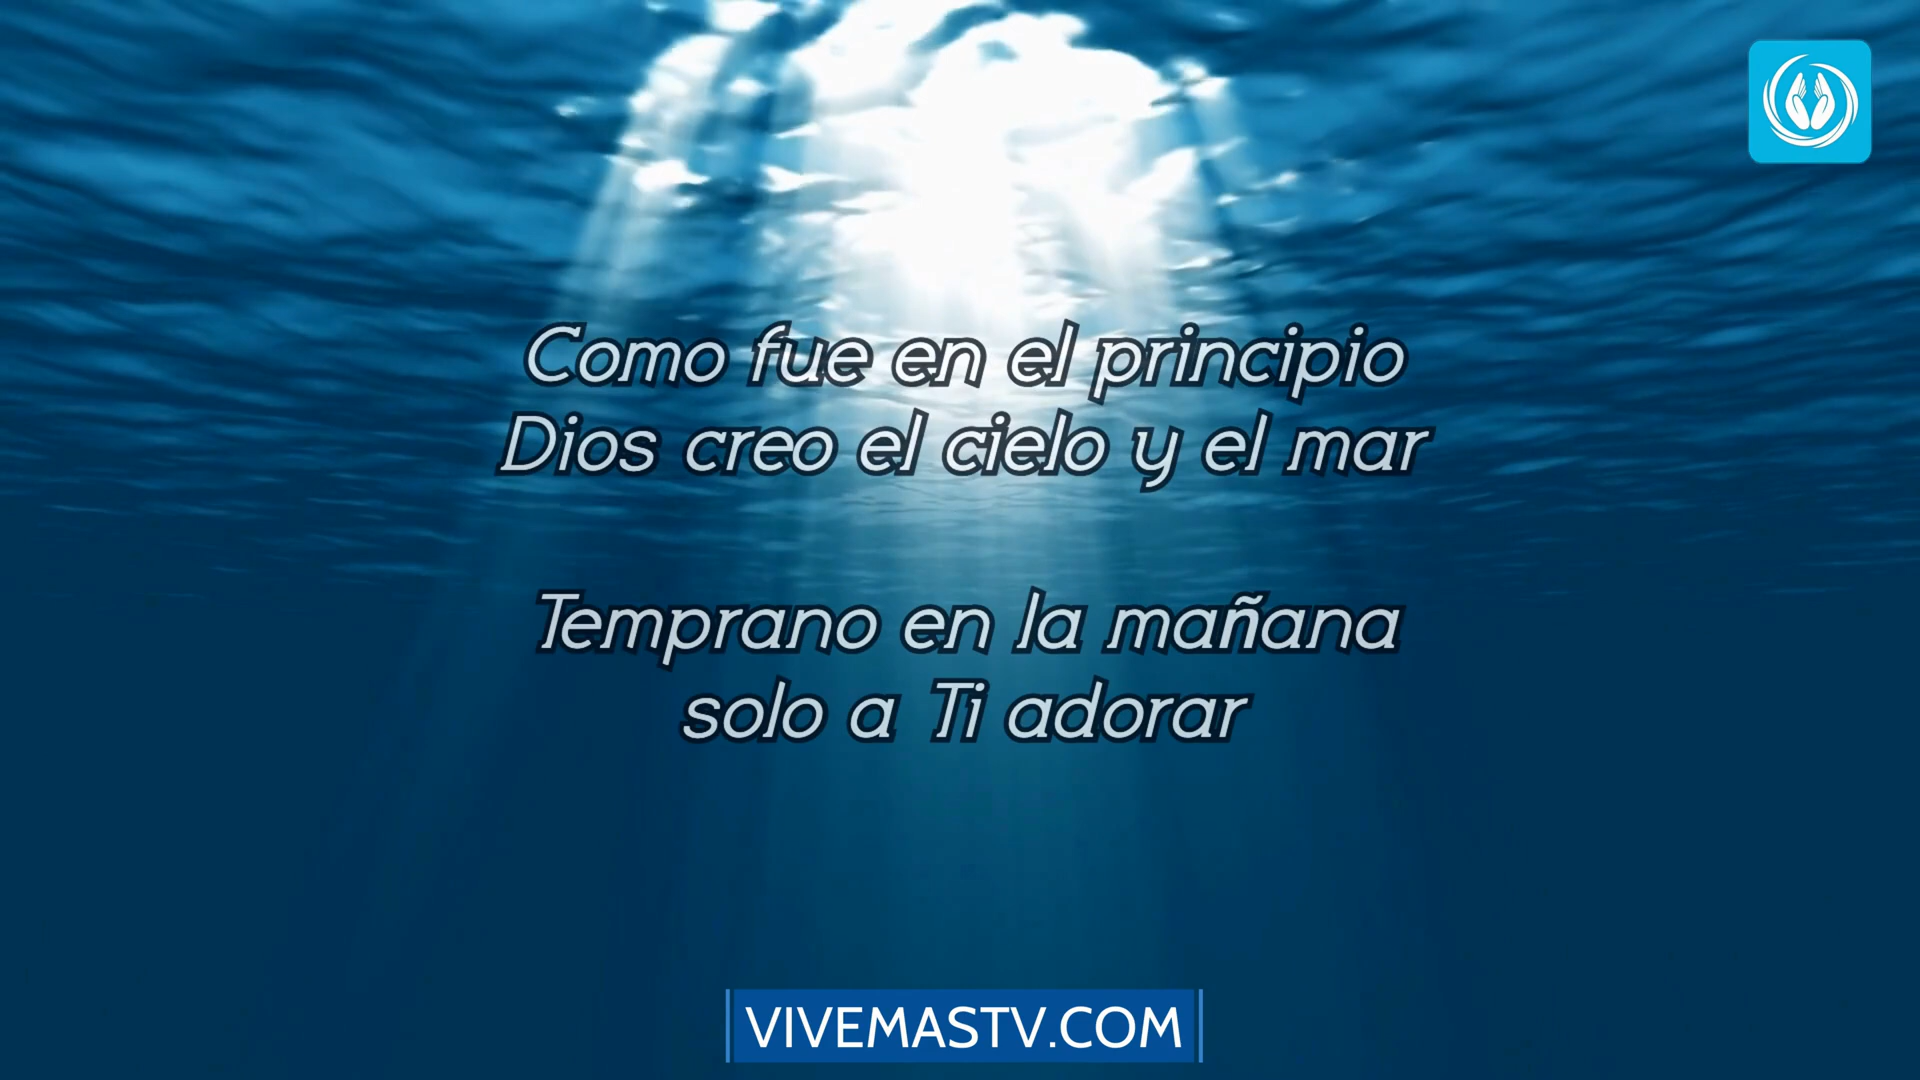 Como fue en el principio
Dios creo el cielo y el mar
Temprano en la mañana
solo a Ti adorar
VIVEMASTV.COM